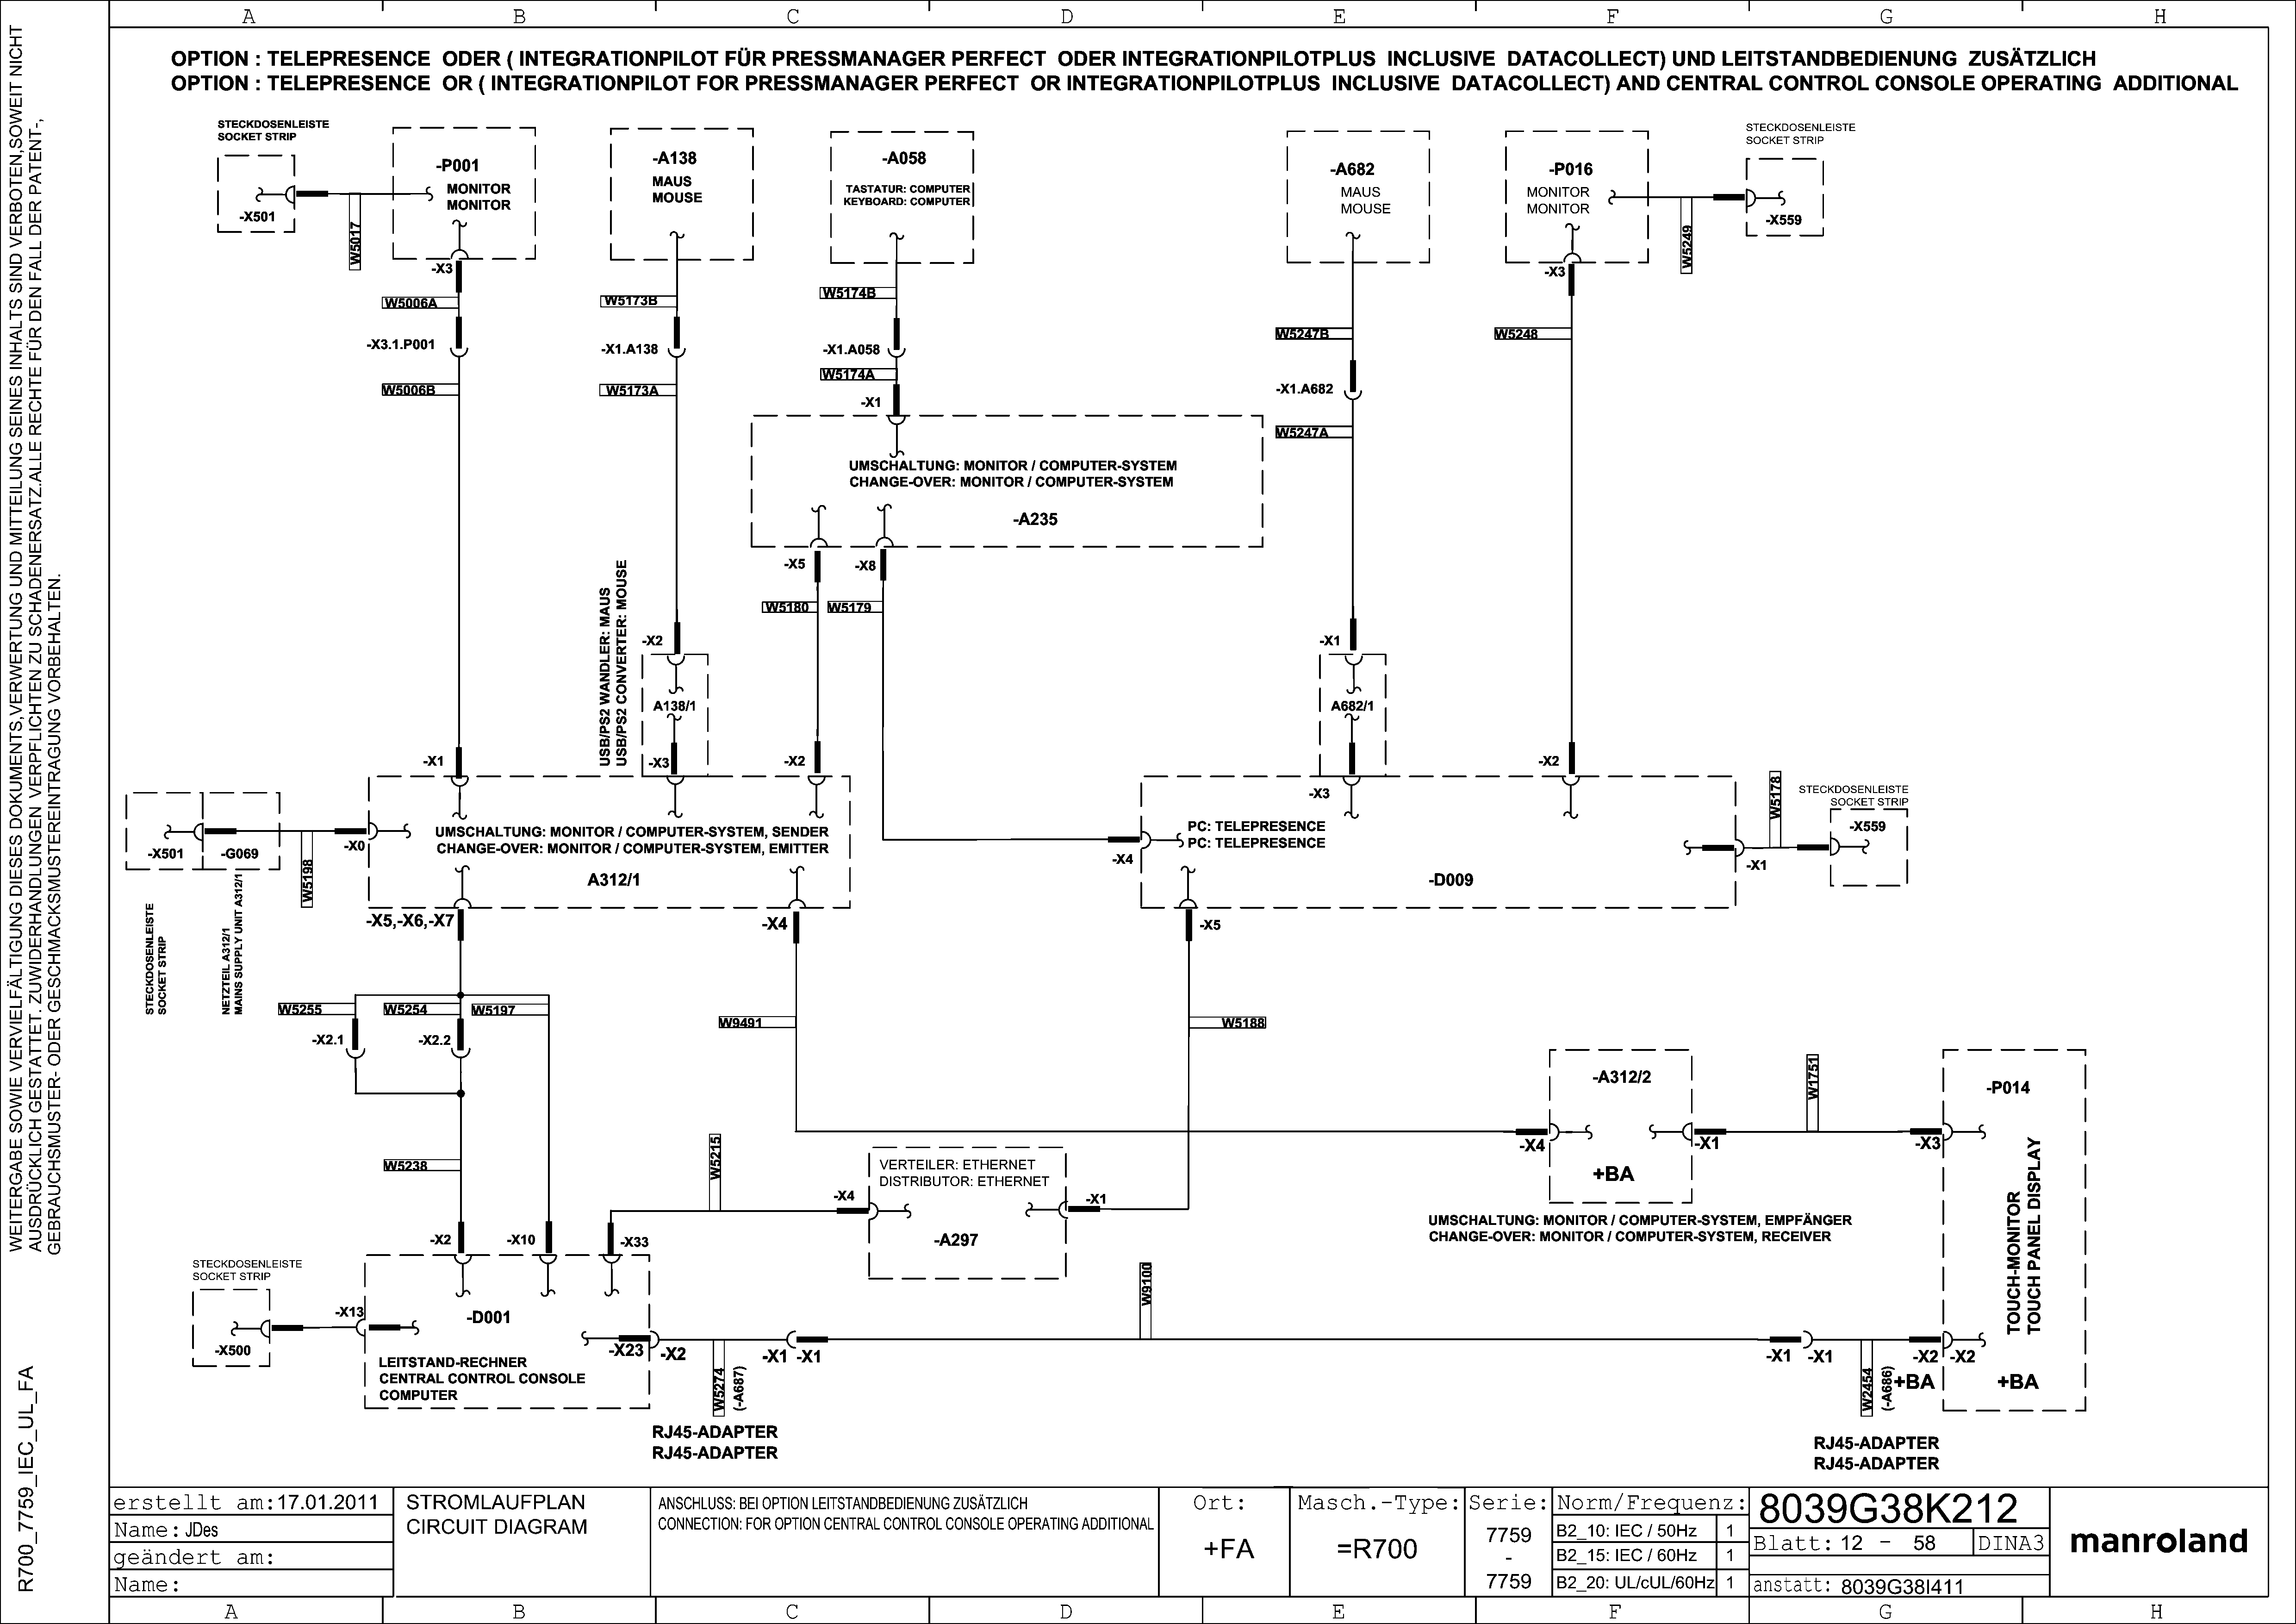 A B C D E F G H
OPTION : TELEPRESENCE ODER ( INTEGRATIONPILOT FÜR PRESSMANAGER PERFECT ODER INTEGRATIONPILOTPLUS INCLUSIVE DATACOLLECT) UND LEITSTANDBEDIENUNG ZUSÄTZLICH
OPTION : TELEPRESENCE OR ( INTEGRATIONPILOT FOR PRESSMANAGER PERFECT OR INTEGRATIONPILOTPLUS INCLUSIVE DATACOLLECT) AND CENTRAL CONTROL CONSOLE OPERATING ADDITIONAL
WEITERGABE SOWIE VERVIELFÄLTIGUNG DIESES DOKUMENTS,VERWERTUNG UND MITTEILUNG SEINES INHALTS SIND VERBOTEN,SOWEIT NICHT
AUSDRÜCKLICH GESTATTET. ZUWIDERHANDLUNGEN VERPFLICHTEN ZU SCHADENERSATZ.ALLE RECHTE FÜR DEN FALL DER PATENT-,
GEBRAUCHSMUSTER- ODER GESCHMACKSMUSTEREINTRAGUNG VORBEHALTEN.
R700_7759_IEC_UL_FA
STECKDOSENLEISTE
SOCKET STRIP
-X501
W5017
-P001
MONITOR
MONITOR
-X3
W5006A
-X3.1.P001
W5006B
-A138
MAUS
MOUSE
W5173B
-X1.A138
W5173A
-A058
TASTATUR: COMPUTER
KEYBOARD: COMPUTER
W5174B
-X1.A058
W5174A
-X1
-A682
MAUS
MOUSE
W5247B
-X1.A682
W5247A
-P016
MONITOR
MONITOR
-X3
W5248
W5249
STECKDOSENLEISTE
SOCKET STRIP
-X559
UMSCHALTUNG: MONITOR / COMPUTER-SYSTEM
CHANGE-OVER: MONITOR / COMPUTER-SYSTEM
-A235
-X5
-X8
W5180
W5179
USB/PS2 WANDLER: MAUS
USB/PS2 CONVERTER: MOUSE
-X2
A138/1
-X3
-X1
-X2
-X1
A682/1
-X3
-X2
-X501
-G069
STECKDOSENLEISTE
SOCKET STRIP
NETZTEIL A312/1
MAINS SUPPLY UNIT A312/1
W5198
-X0
UMSCHALTUNG: MONITOR / COMPUTER-SYSTEM, SENDER
CHANGE-OVER: MONITOR / COMPUTER-SYSTEM, EMITTER
A312/1
-X5,-X6,-X7
-X4
-X4
PC: TELEPRESENCE
PC: TELEPRESENCE
-D009
-X5
-X1
W5178
STECKDOSENLEISTE
SOCKET STRIP
-X559
W5255
W5254
W5197
-X2.1
-X2.2
W9491
W5188
W5238
-X2
-X10
-X33
W5215
-X4
VERTEILER: ETHERNET
DISTRIBUTOR: ETHERNET
-A297
-X1
-A312/2
-X4
+BA
-X1
W1751
-X3
-P014
TOUCH-MONITOR
TOUCH PANEL DISPLAY
+BA
UMSCHALTUNG: MONITOR / COMPUTER-SYSTEM, EMPFÄNGER
CHANGE-OVER: MONITOR / COMPUTER-SYSTEM, RECEIVER
STECKDOSENLEISTE
SOCKET STRIP
-X500
-X13
-D001
LEITSTAND-RECHNER
CENTRAL CONTROL CONSOLE
COMPUTER
-X23
-X2
W5274
(-A687)
-X1
-X1
W9100
RJ45-ADAPTER
RJ45-ADAPTER
-X1
-X1
W2454
(-A686)
-X2
-X2
+BA
RJ45-ADAPTER
RJ45-ADAPTER
erstellt am:17.01.2011
Name: JDes
geändert am:
Name:
STROMLAUFPLAN
CIRCUIT DIAGRAM
ANSCHLUSS: BEI OPTION LEITSTANDBEDIENUNG ZUSÄTZLICH
CONNECTION: FOR OPTION CENTRAL CONTROL CONSOLE OPERATING ADDITIONAL
Ort:
+FA
Masch.-Type:
=R700
Serie:
7759
-
7759
Norm/Frequenz:
B2_10: IEC / 50Hz 1
B2_15: IEC / 60Hz 1
B2_20: UL/cUL/60Hz 1
8039G38K212
Blatt: 12 - 58 DINA3
anstatt: 8039G38I411
manroland
A B C D E F G H